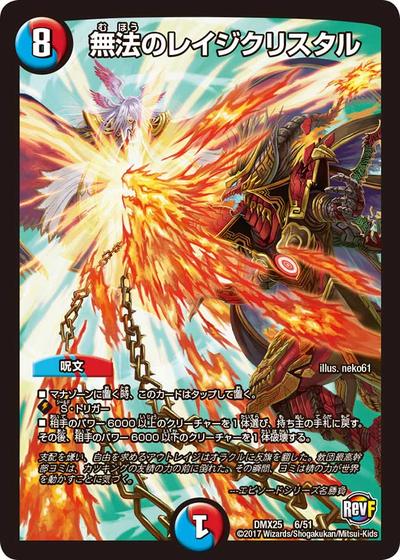 8
無法のレイジクリスタル
むほう
illus. neko61
呪文
■ マナゾーンに置く時、このカードはタップして置く。
S・トリガー
■ 相手のパワー6000以上のクリーチャーを1体選び、持ち主の手札に戻す。
その後、相手のパワー6000以下のクリーチャーを1体破壊する。
支配を嫌い、自由を求めるアウトレイジはオラクルに反旗を翻した。教団最高幹
部ヨミは、カツキングの友情の力の前に倒れた。その瞬間、ヨミは情の力が世界
を動かすことに気づく。
---エピソードシリーズ名勝負
1
DMX25 6/51
©2017 Wizards/Shogakukan/Mitsui-Kids
RevF